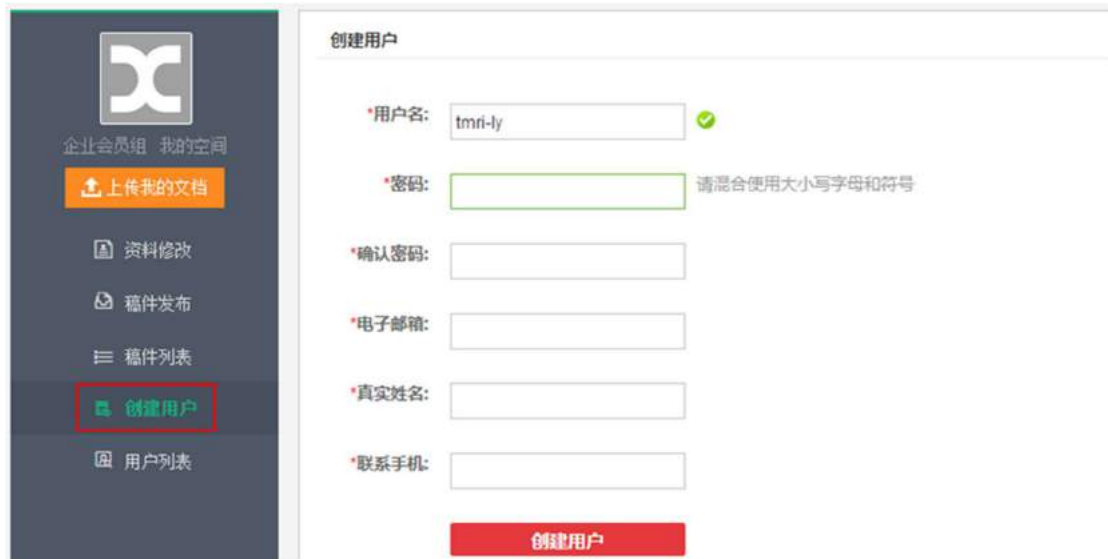 企业会员组 我的空间
上传我的文档
资料修改
稿件发布
稿件列表
创建用户
用户列表
创建用户
*用户名:
tmri-ly
*密码:
请混合使用大小写字母和符号
*确认密码:
*电子邮箱:
*真实姓名:
*联系手机:
创建用户